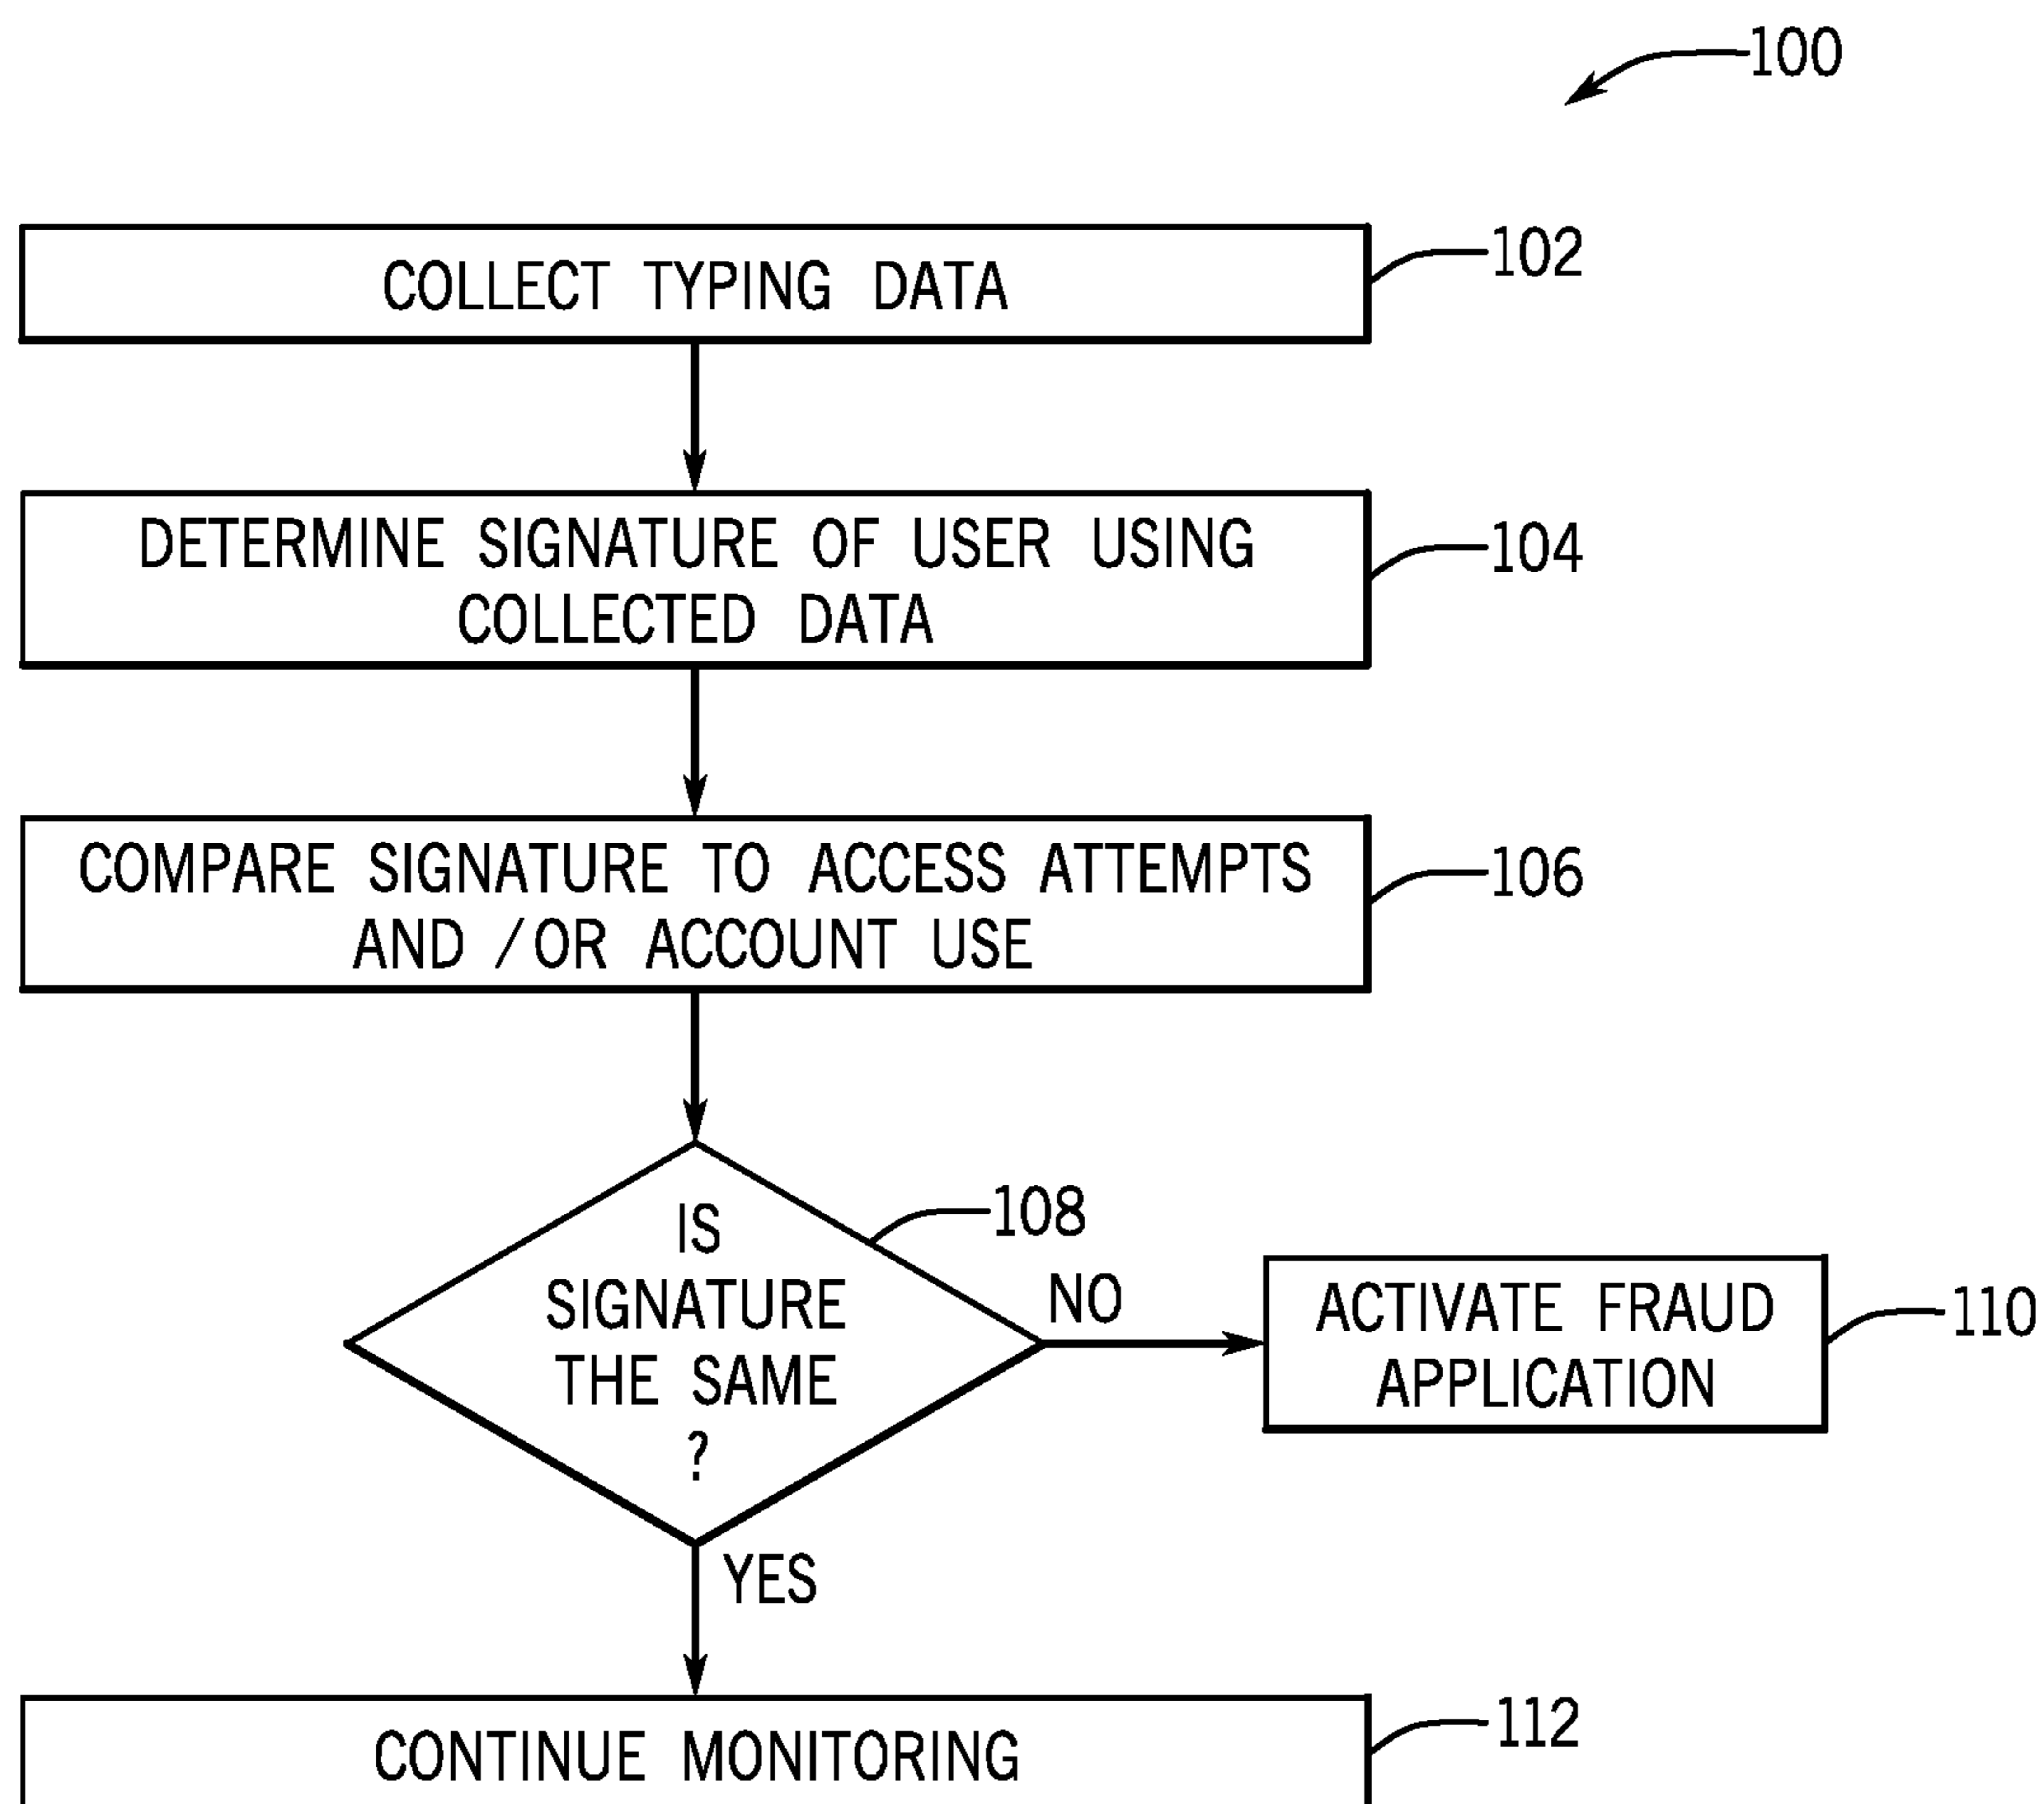 100
COLLECT TYPING DATA
102
DETERMINE SIGNATURE OF USER USING
COLLECTED DATA
104
COMPARE SIGNATURE TO ACCESS ATTEMPTS
AND /OR ACCOUNT USE
106
IS
SIGNATURE
THE SAME
?
108
NO
ACTIVATE FRAUD
APPLICATION
110
YES
CONTINUE MONITORING
112